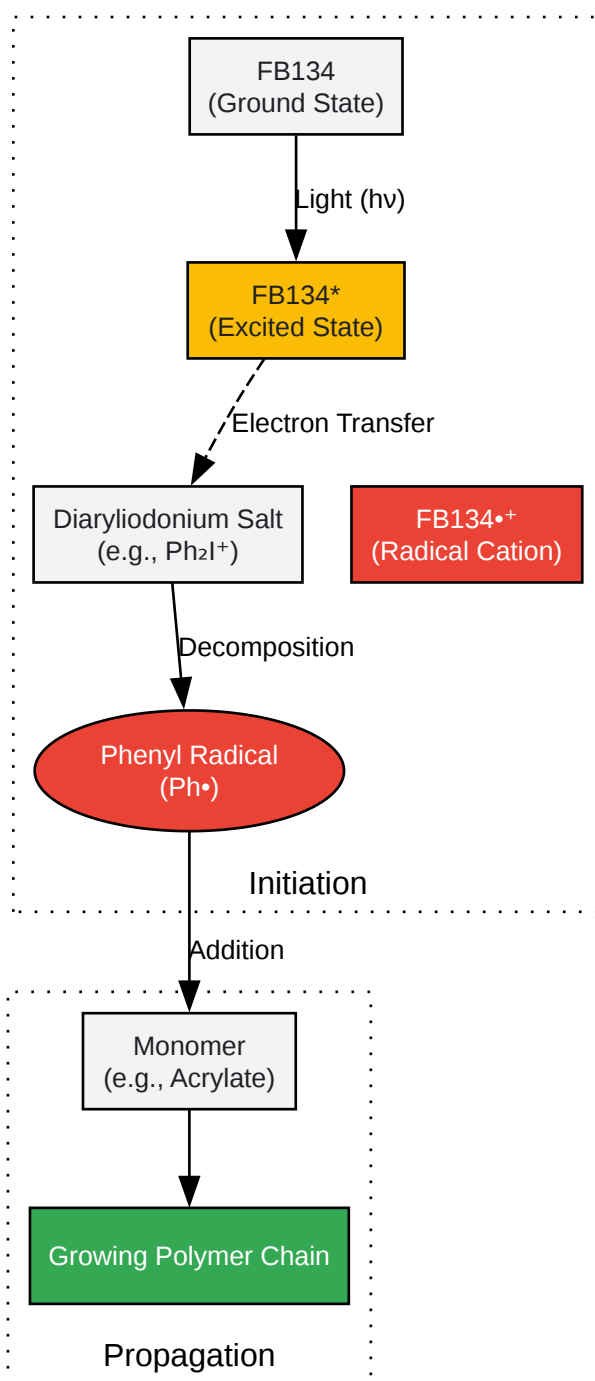 FB134
(Ground State)
Light (hν)
FB134*
(Excited State)
Electron Transfer
Diaryliodonium Salt
(e.g., Ph₂I⁺)
FB134•⁺
(Radical Cation)
Decomposition
Phenyl Radical
(Ph•)
Initiation
Addition
Monomer
(e.g., Acrylate)
Growing Polymer Chain
Propagation